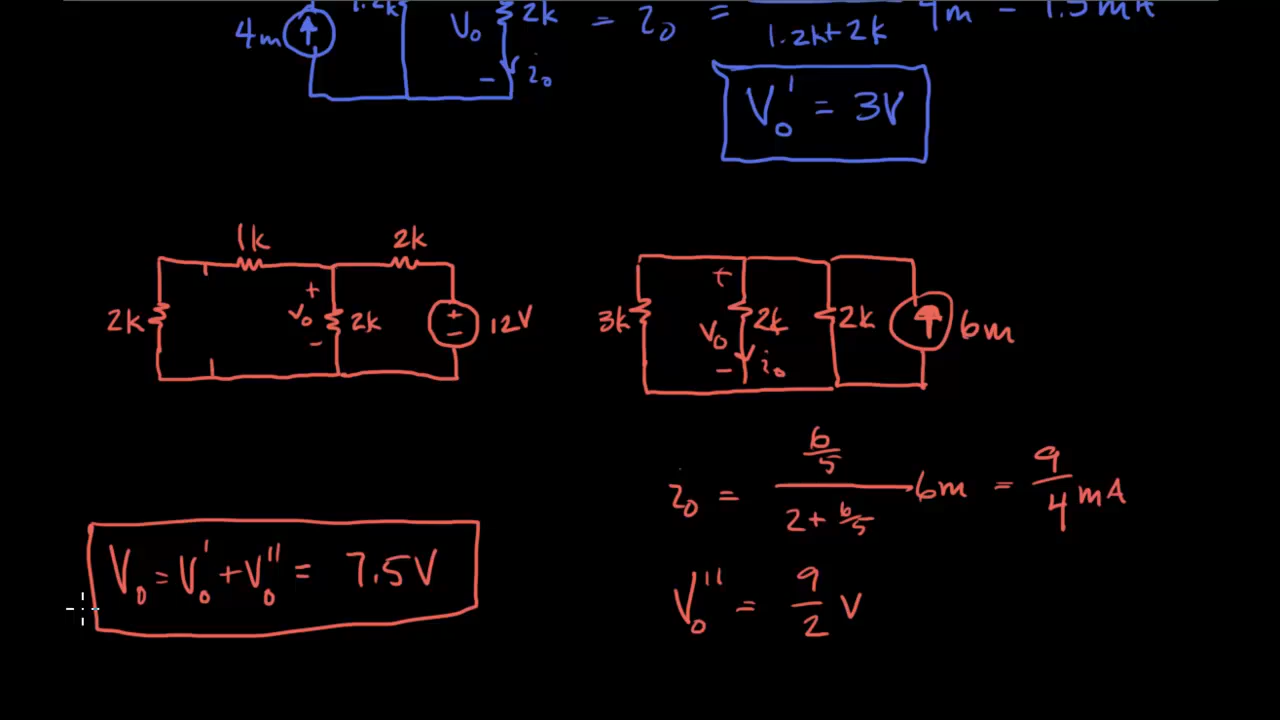 1.2k
4m
V₀
2k
= i₀ =
1.2k+2k
4m = 1.5mA
−
i₀
V₀' = 3V
1k
2k
2k
+
V₀
−
2k
12V
3k
+
V₀
−
2k
i₀
2k
6m
i₀ = (6/5)/(2 + 6/5) 6m = 9/4 mA
V₀ = V₀' + V₀'' = 7.5V
V₀'' = 9/2 V